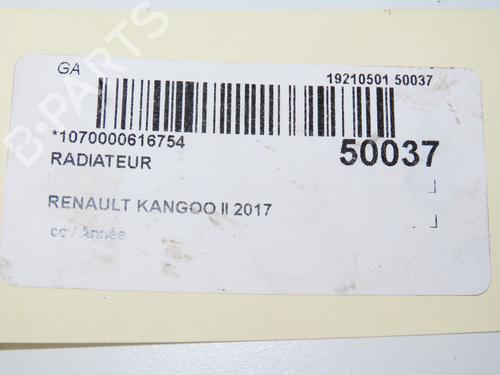 GA
19210501 50037
*1070000616754
50037
RADIATEUR
RENAULT KANGOO II 2017
cc / Année
B-PARTS